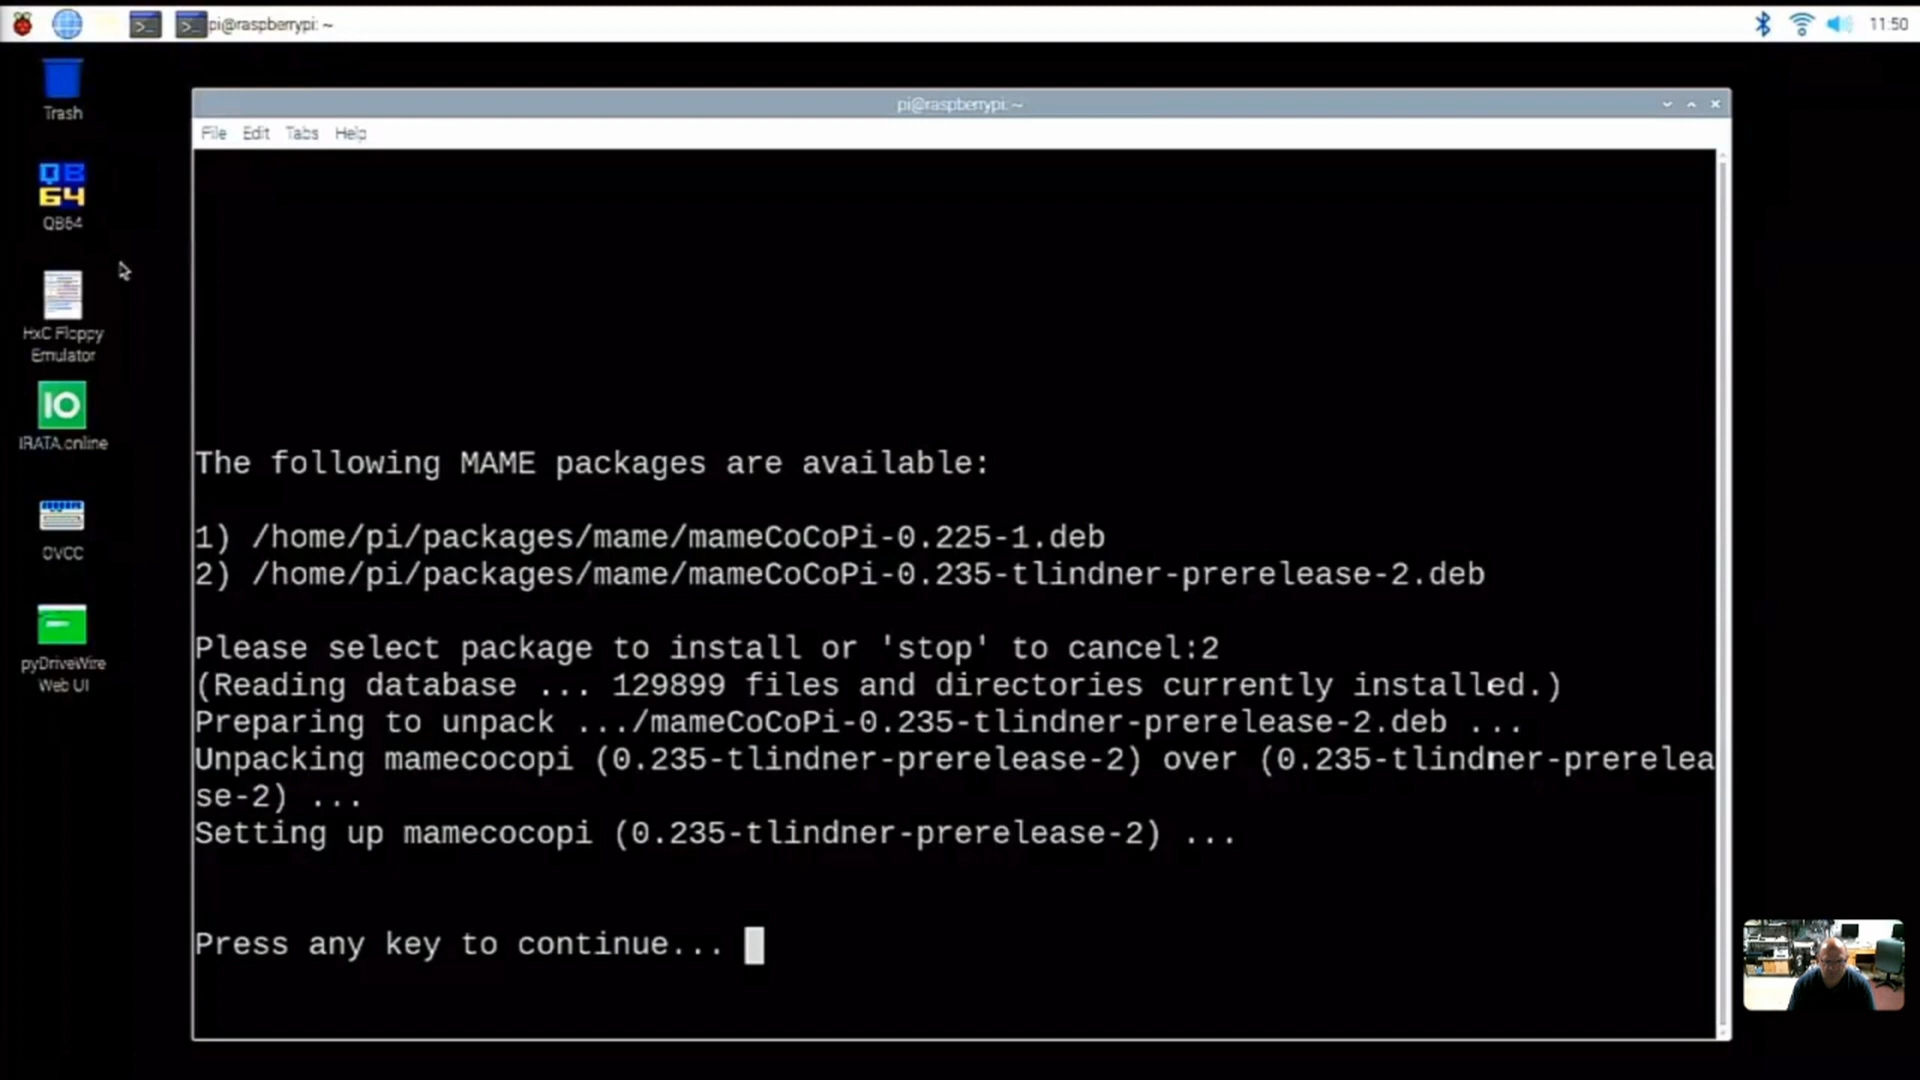 pi@raspberrypi: ~
11:50
Trash
QB64
QB64
HxC Floppy
Emulator
IO
IRATA.online
OVCC
pyDriveWire
Web UI
pi@raspberrypi: ~
File Edit Tabs Help
The following MAME packages are available:
1) /home/pi/packages/mame/mameCoCoPi-0.225-1.deb
2) /home/pi/packages/mame/mameCoCoPi-0.235-tlindner-prerelease-2.deb
Please select package to install or 'stop' to cancel:2
(Reading database ... 129899 files and directories currently installed.)
Preparing to unpack .../mameCoCoPi-0.235-tlindner-prerelease-2.deb ...
Unpacking mamecocopi (0.235-tlindner-prerelease-2) over (0.235-tlindner-prerelea
se-2) ...
Setting up mamecocopi (0.235-tlindner-prerelease-2) ...
Press any key to continue...